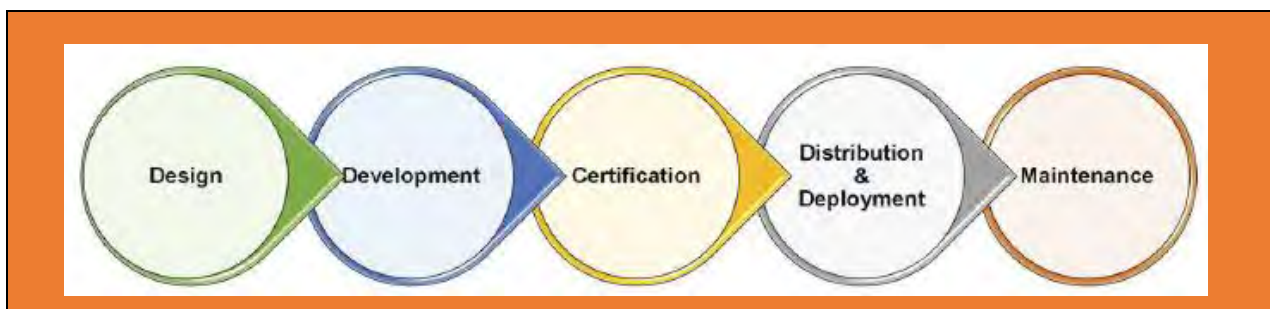 Design
Development
Certification
Distribution
&
Deployment
Maintenance